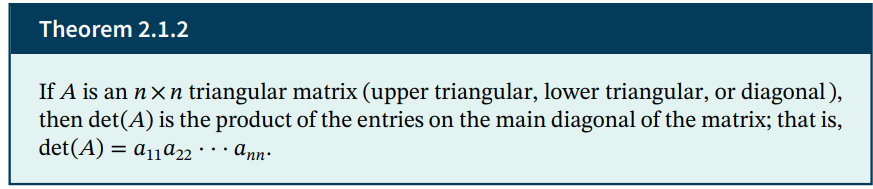 Theorem 2.1.2
If A is an n × n triangular matrix (upper triangular, lower triangular, or diagonal),
then det(A) is the product of the entries on the main diagonal of the matrix; that is,
det(A) = a₁₁a₂₂ · · · aₙₙ.